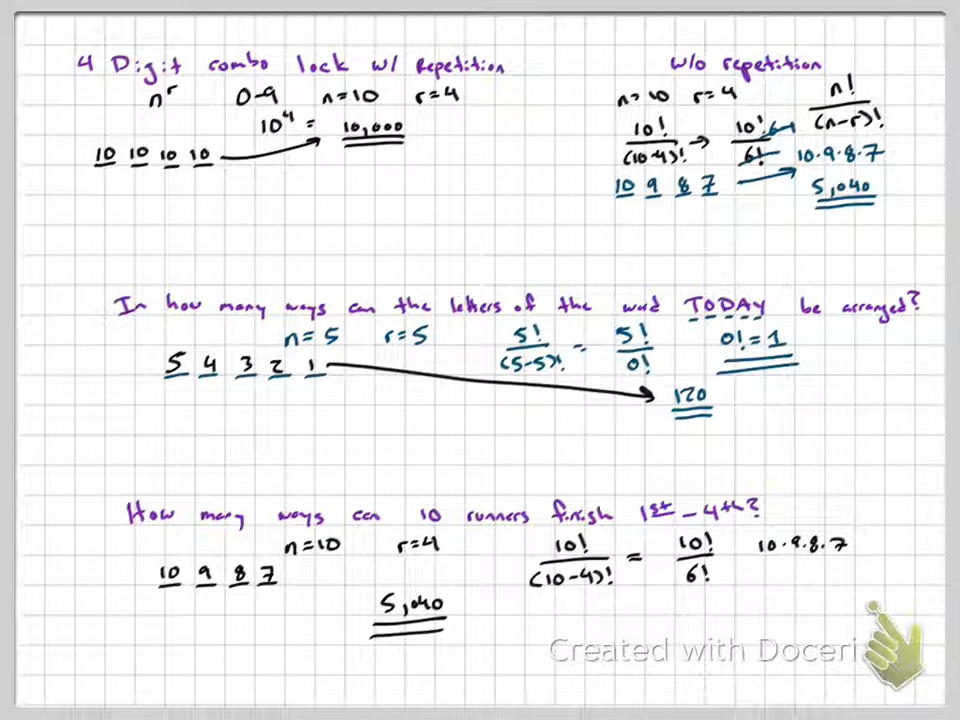 4 Digit combo lock w/ Repetition
n^r 0-9 n=10 r=4
10^4 = 10,000
10 10 10 10
w/o repetition
n=10 r=4 n!/(n-r)!
10!/(10-4)! → 10!/6! 6! 10·9·8·7
10 9 8 7 5,040
In how many ways can the letters of the word TODAY be arranged?
n=5 r=5 5!/(5-5)! = 5!/0! 0!=1
5 4 3 2 1
120
How many ways can 10 runners finish 1st-4th?
n=10 r=4 10!/(10-4)! = 10!/6! 10·9·8·7
10 9 8 7
5,040
Created with Doceri